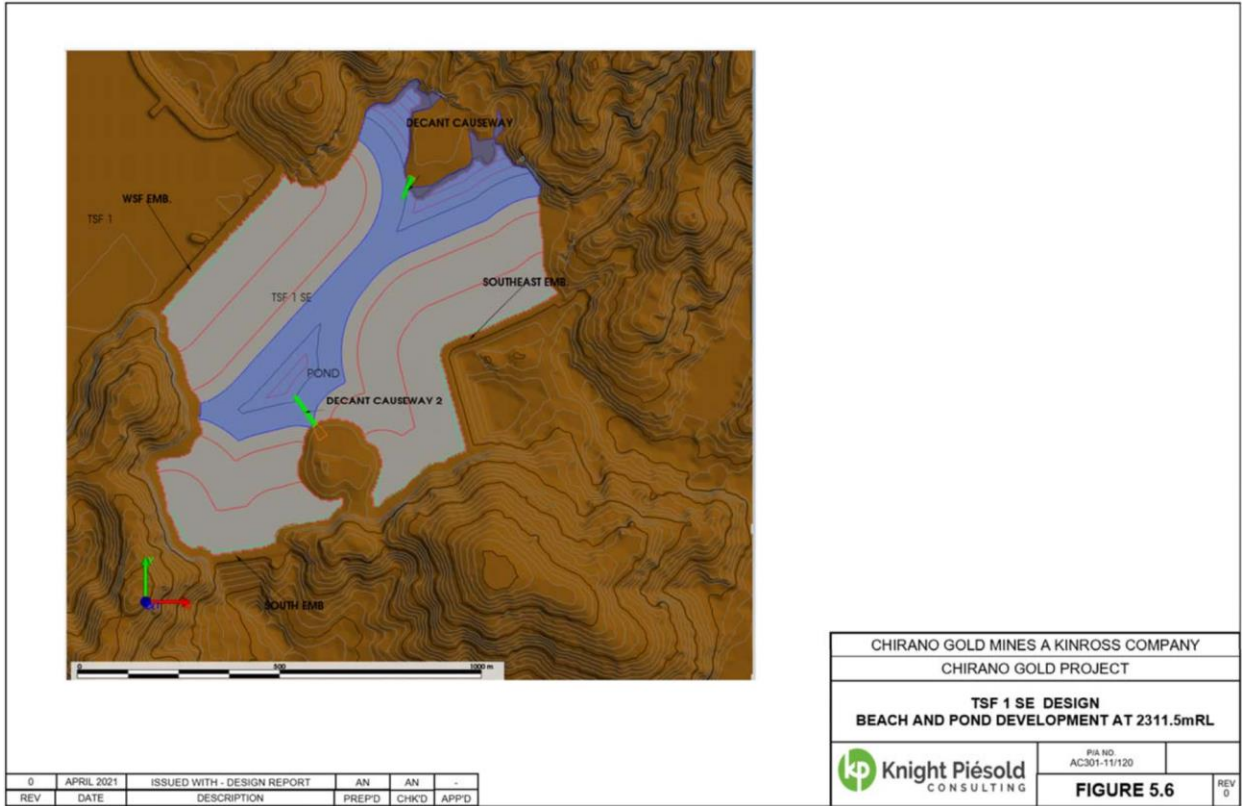 DECANT CAUSEWAY
WSF EMB.
TSF 1
SOUTHEAST EMB.
TSF 1 SE
POND
DECANT CAUSEWAY 2
SOUTH EMB
0 500 1000 m
CHIRANO GOLD MINES A KINROSS COMPANY
CHIRANO GOLD PROJECT
TSF 1 SE DESIGN
BEACH AND POND DEVELOPMENT AT 2311.5mRL
kp Knight Piésold
CONSULTING
P/A NO.
AC301-11/120
FIGURE 5.6
REV
0
0 APRIL 2021 ISSUED WITH - DESIGN REPORT AN AN -
REV DATE DESCRIPTION PREP'D CHK'D APP'D